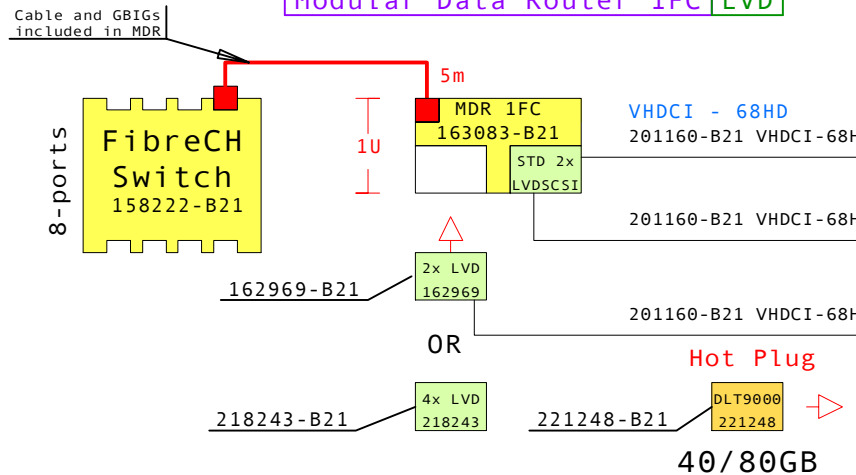 Modular Data Router 1FC LVD
Cable and GBIGs
included in MDR
5m
8-ports
FibreCH
Switch
158222-B21
1U
MDR 1FC
163083-B21
STD 2x
LVDSCSI
VHDCI - 68HD
201160-B21 VHDCI-68H
201160-B21 VHDCI-68H
162969-B21
2x LVD
162969
201160-B21 VHDCI-68H
OR
Hot Plug
218243-B21
4x LVD
218243
221248-B21
DLT9000
221248
40/80GB